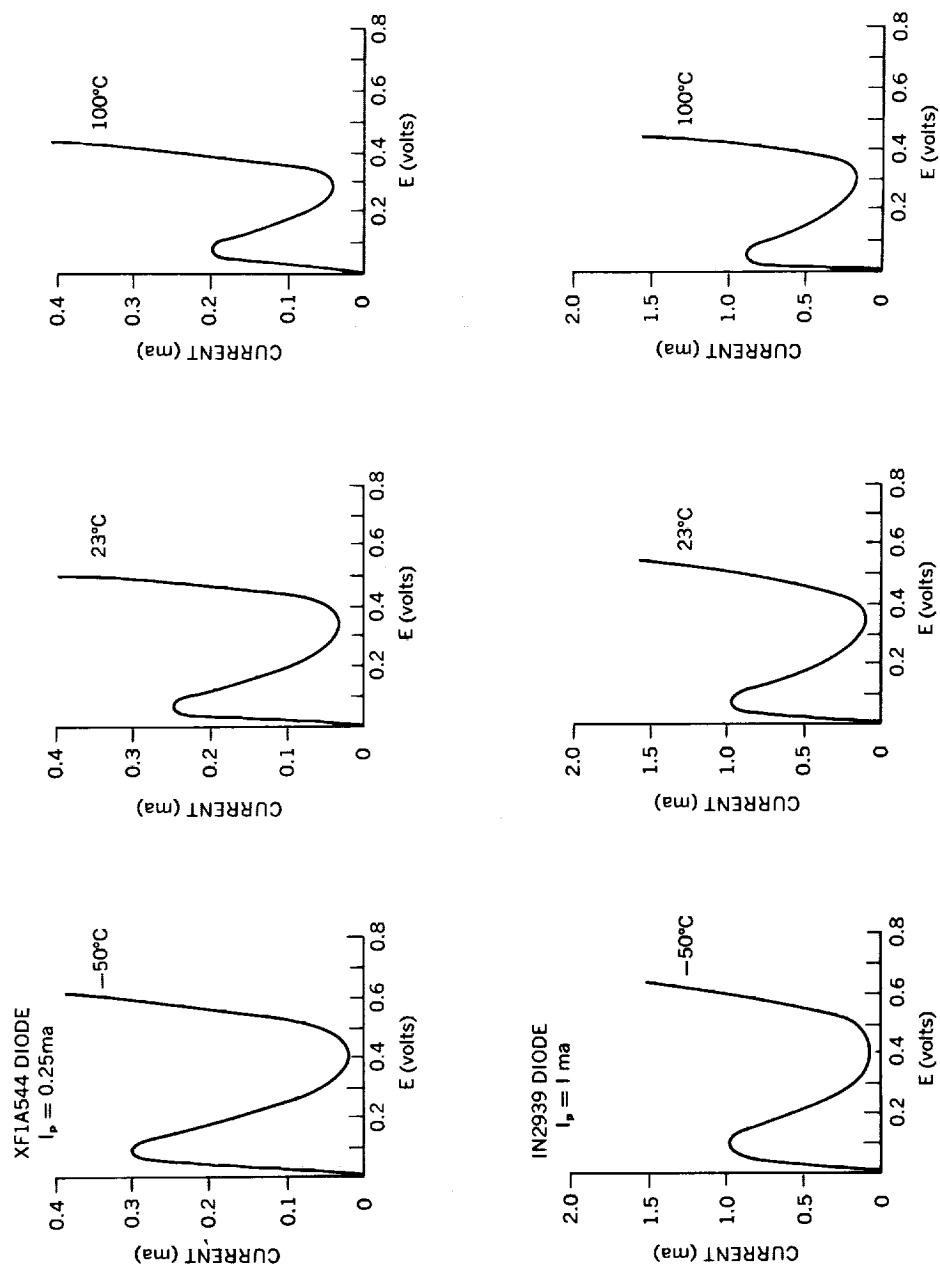 XF1A544 DIODE
Iₚ = 0.25ma
—50°C
0.4
0.3
0.2
0.1
0
CURRENT (ma)
0.2
0.4
0.6
0.8
E (volts)
23°C
0.4
0.3
0.2
0.1
0
CURRENT (ma)
0.2
0.4
0.6
0.8
E (volts)
100°C
0.4
0.3
0.2
0.1
0
CURRENT (ma)
0.2
0.4
0.6
0.8
E (volts)
IN2939 DIODE
Iₚ = I ma
—50°C
2.0
1.5
1.0
0.5
0
CURRENT (ma)
0.2
0.4
0.6
0.8
E (volts)
23°C
2.0
1.5
1.0
0.5
0
CURRENT (ma)
0.2
0.4
0.6
0.8
E (volts)
100°C
2.0
1.5
1.0
0.5
0
CURRENT (ma)
0.2
0.4
0.6
0.8
E (volts)